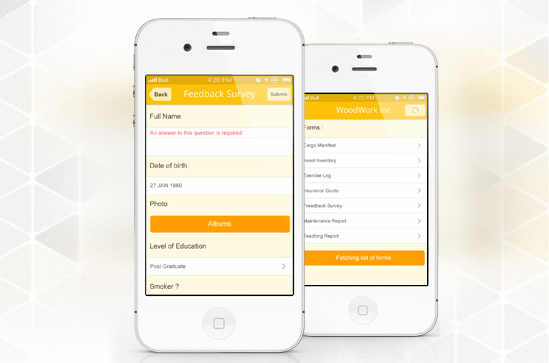 Bell 4:20 PM
Back Feedback Survey Submit
Full Name
An answer to this question is required
Date of birth
27 JAN 1980
Photo
Albums
Level of Education
Post Graduate
Smoker ?
Bell 4:20 PM
WoodWork Inc
Forms :
Cargo Manifest
Asset Inventory
Exercise Log
Insurance Quote
Feedback Survey
Maintenance Report
Teaching Report
Fetching list of forms